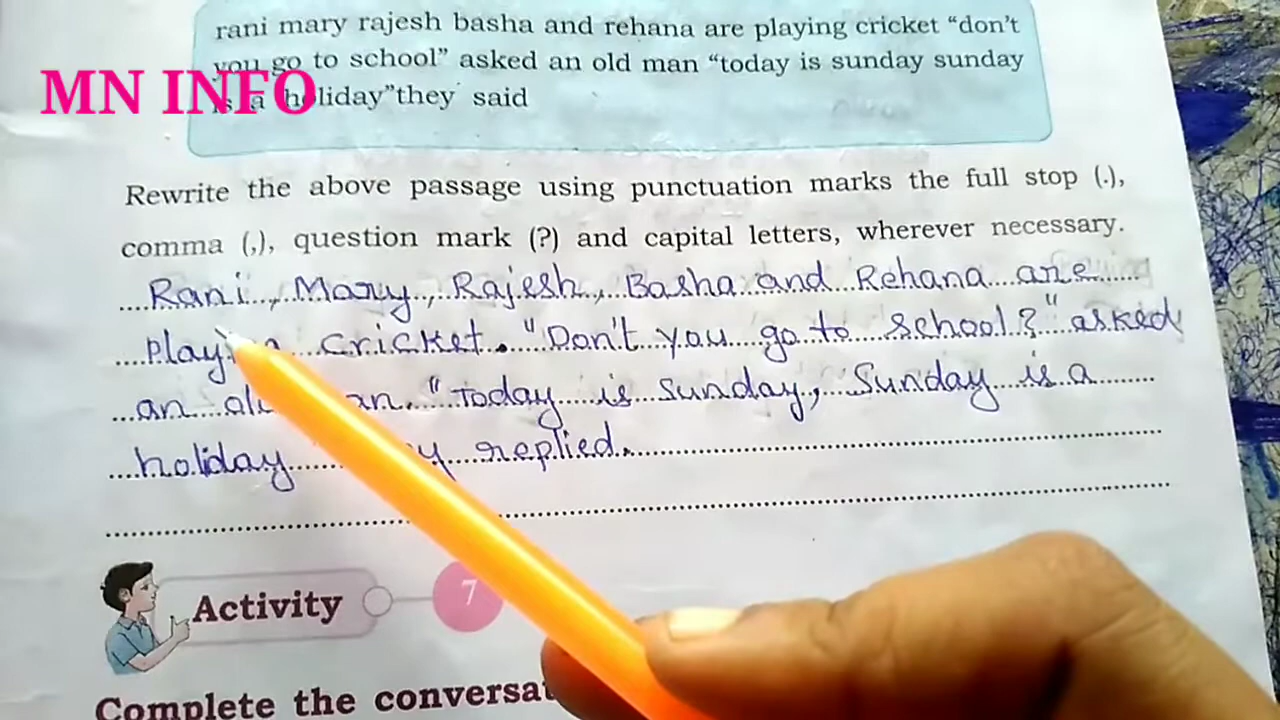 rani mary rajesh basha and rehana are playing cricket “don't
you go to school” asked an old man “today is sunday sunday
is a holiday”they said
MN INFO
Rewrite the above passage using punctuation marks the full stop (.),
comma (,), question mark (?) and capital letters, wherever necessary.
Rani, Mary, Rajesh, Basha and Rehana are
cricket. "Don't you go to school?" asked
an "Today is Sunday, Sunday is a
holiday replied.
Activity
7
Complete the